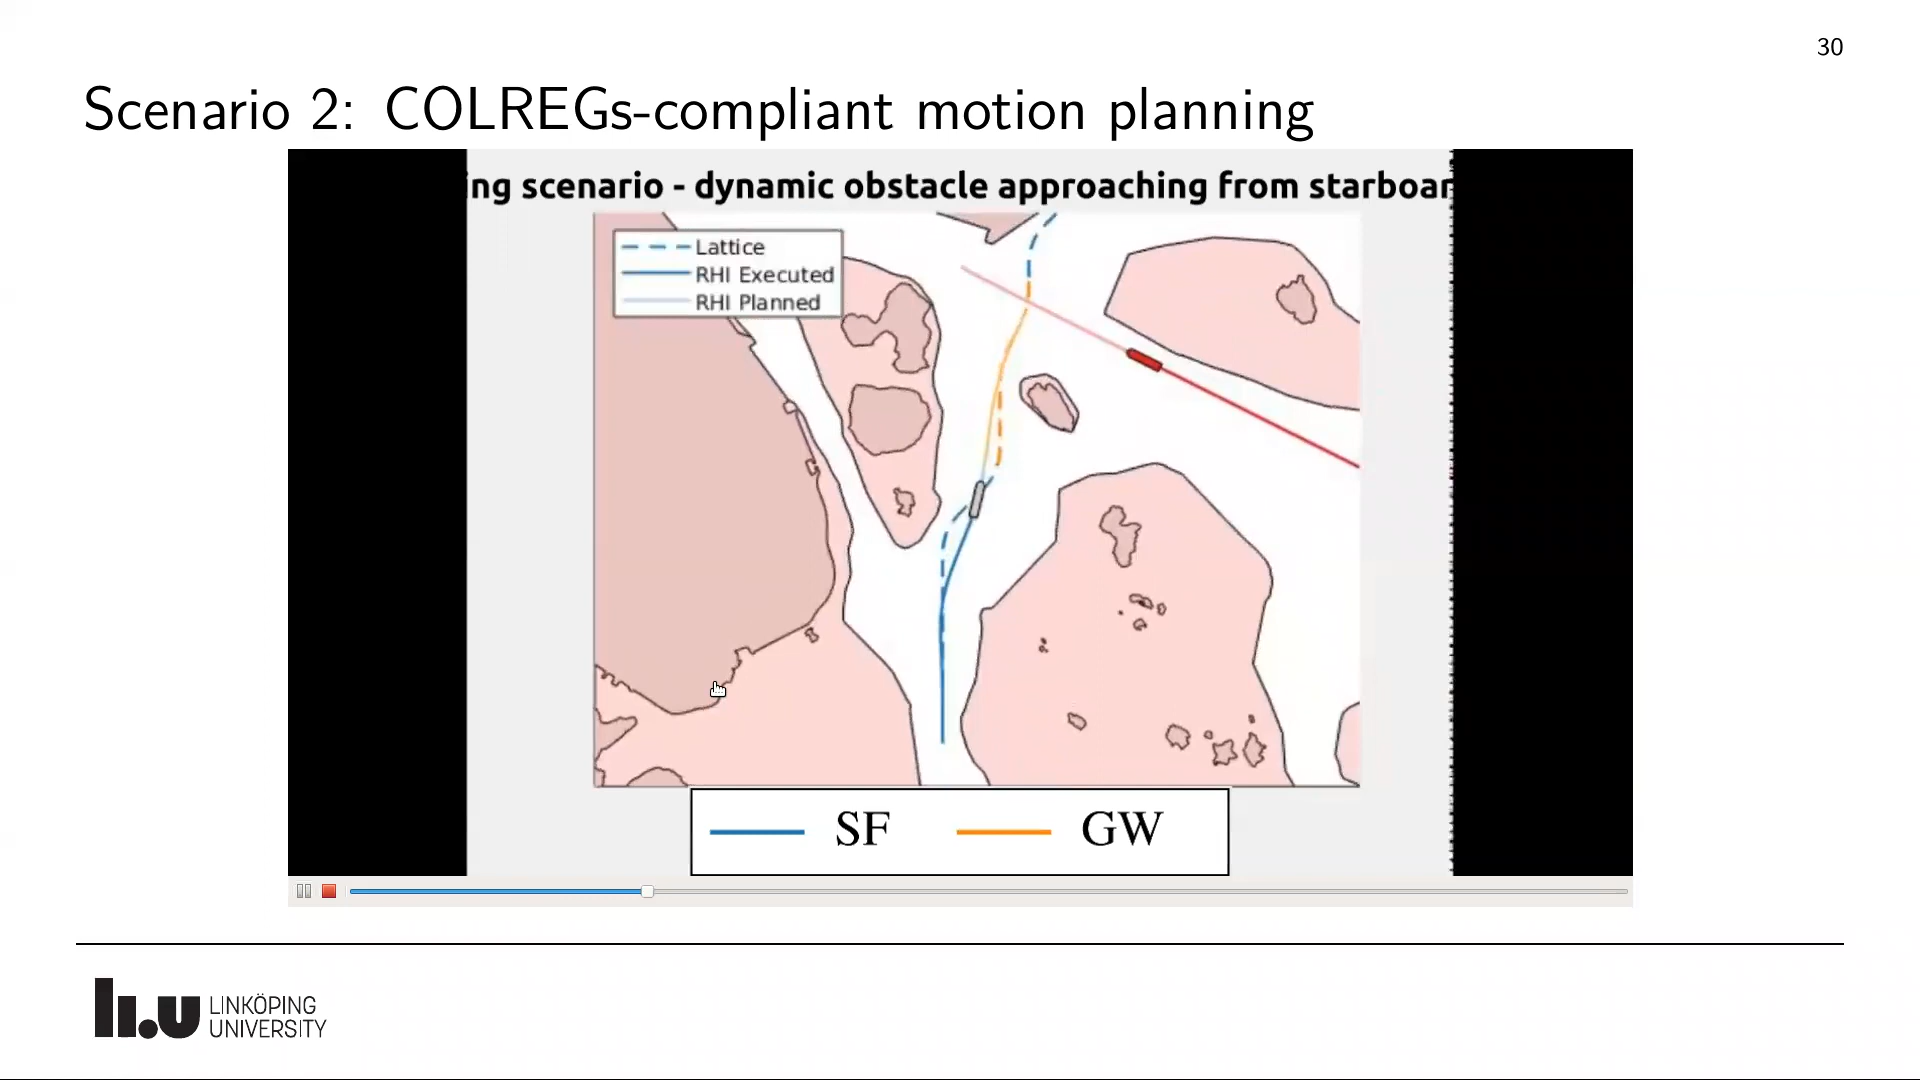 30
Scenario 2: COLREGs-compliant motion planning
ing scenario - dynamic obstacle approaching from starboar
Lattice
RHI Executed
RHI Planned
SF GW
li.u LINKÖPING
UNIVERSITY